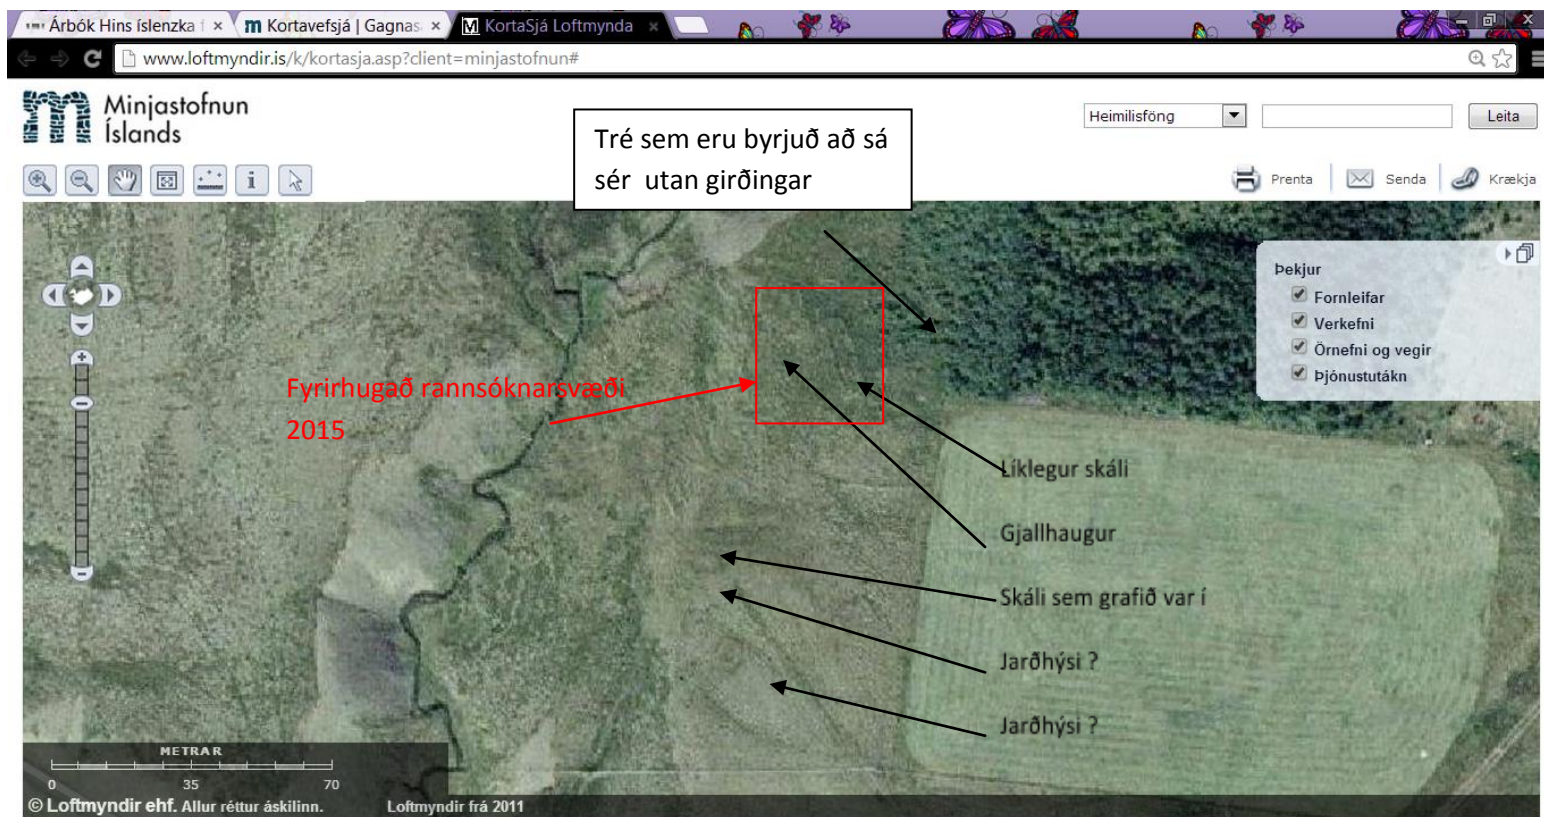 Árbók Hins íslenzka f
Kortavefsjá | Gagnas
KortaSjá Loftmynda
www.loftmyndir.is/k/kortasja.asp?client=minjastofnun#
Minjastofnun
Íslands
Tré sem eru byrjuð að sá
sér utan girðingar
Heimilisföng
Leita
Prenta
Senda
Krækja
Þekjur
Fornleifar
Verkefni
Örnefni og vegir
Þjónustutákn
Fyrirhugað rannsóknarsvæði
2015
Líklegur skáli
Gjallhaugur
Skáli sem grafið var í
Jarðhýsi ?
Jarðhýsi ?
METRAR
0 35 70
© Loftmyndir ehf. Allur réttur áskilinn. Loftmyndir frá 2011